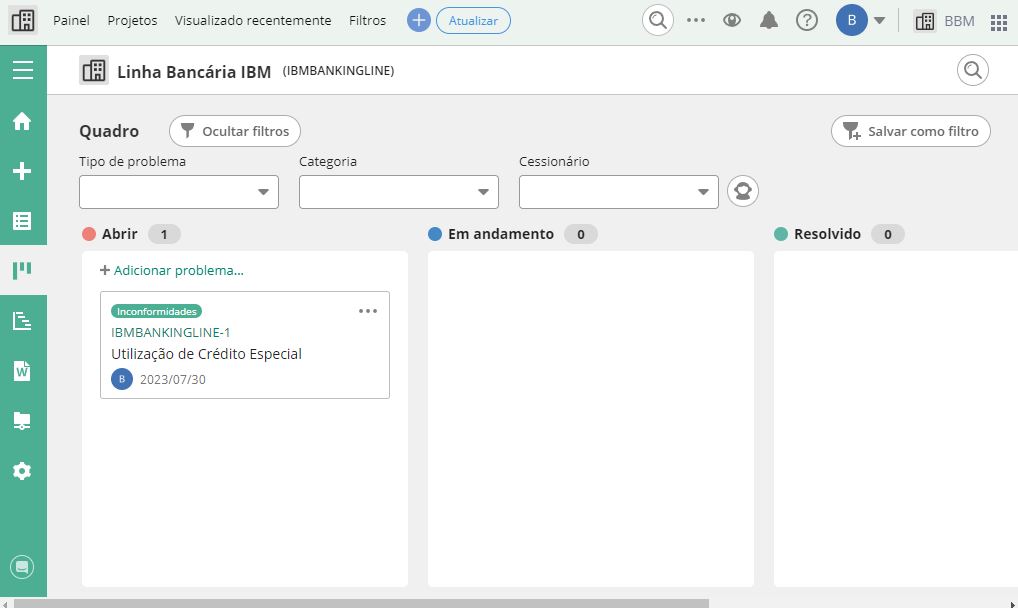 Painel Projetos Visualizado recentemente Filtros Atualizar B BBM
Linha Bancária IBM (IBMBANKINGLINE)
Quadro Ocultar filtros Salvar como filtro
Tipo de problema Categoria Cessionário
Abrir 1 Em andamento 0 Resolvido 0
Adicionar problema...
Inconformidades
IBMBANKINGLINE-1
Utilização de Crédito Especial
B 2023/07/30
W